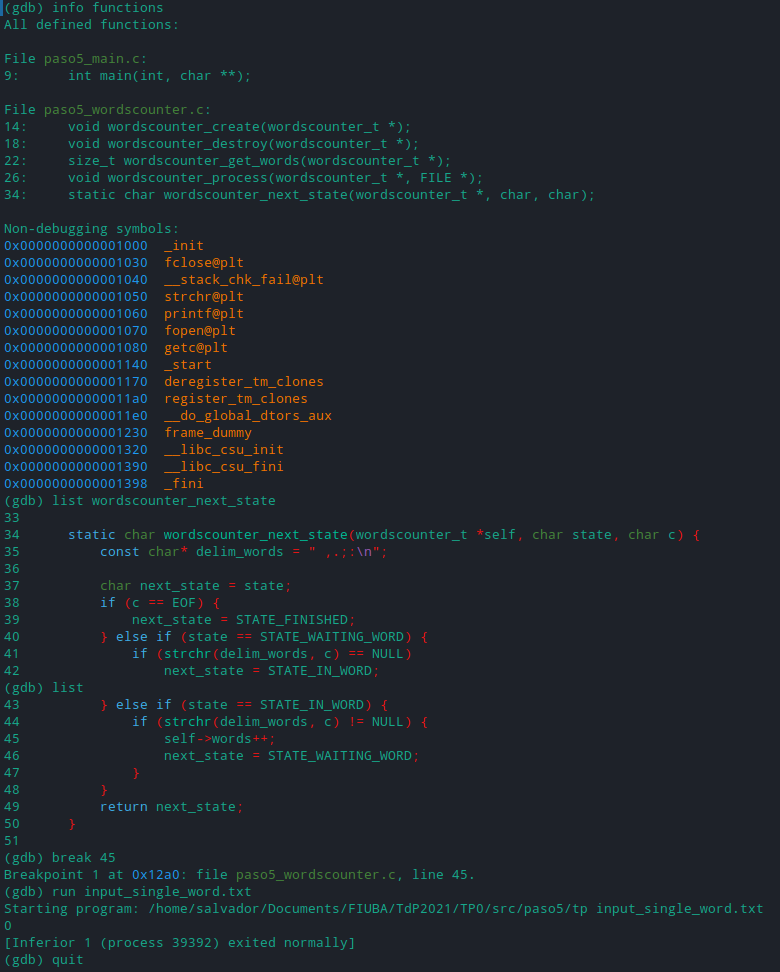 (gdb) info functions
All defined functions:

File paso5_main.c:
9:      int main(int, char **);

File paso5_wordscounter.c:
14:     void wordscounter_create(wordscounter_t *);
18:     void wordscounter_destroy(wordscounter_t *);
22:     size_t wordscounter_get_words(wordscounter_t *);
26:     void wordscounter_process(wordscounter_t *, FILE *);
34:     static char wordscounter_next_state(wordscounter_t *, char, char);

Non-debugging symbols:
0x0000000000001000  _init
0x0000000000001030  fclose@plt
0x0000000000001040  __stack_chk_fail@plt
0x0000000000001050  strchr@plt
0x0000000000001060  printf@plt
0x0000000000001070  fopen@plt
0x0000000000001080  getc@plt
0x0000000000001140  _start
0x0000000000001170  deregister_tm_clones
0x00000000000011a0  register_tm_clones
0x00000000000011e0  __do_global_dtors_aux
0x0000000000001230  frame_dummy
0x0000000000001320  __libc_csu_init
0x0000000000001390  __libc_csu_fini
0x0000000000001398  _fini
(gdb) list wordscounter_next_state
33
34      static char wordscounter_next_state(wordscounter_t *self, char state, char c) {
35          const char* delim_words = " ,.;:\n";
36
37          char next_state = state;
38          if (c == EOF) {
39              next_state = STATE_FINISHED;
40          } else if (state == STATE_WAITING_WORD) {
41              if (strchr(delim_words, c) == NULL)
42                  next_state = STATE_IN_WORD;
(gdb) list
43          } else if (state == STATE_IN_WORD) {
44              if (strchr(delim_words, c) != NULL) {
45                  self->words++;
46                  next_state = STATE_WAITING_WORD;
47              }
48          }
49          return next_state;
50      }
51
(gdb) break 45
Breakpoint 1 at 0x12a0: file paso5_wordscounter.c, line 45.
(gdb) run input_single_word.txt
Starting program: /home/salvador/Documents/FIUBA/TdP2021/TP0/src/paso5/tp input_single_word.txt
0
[Inferior 1 (process 39392) exited normally]
(gdb) quit